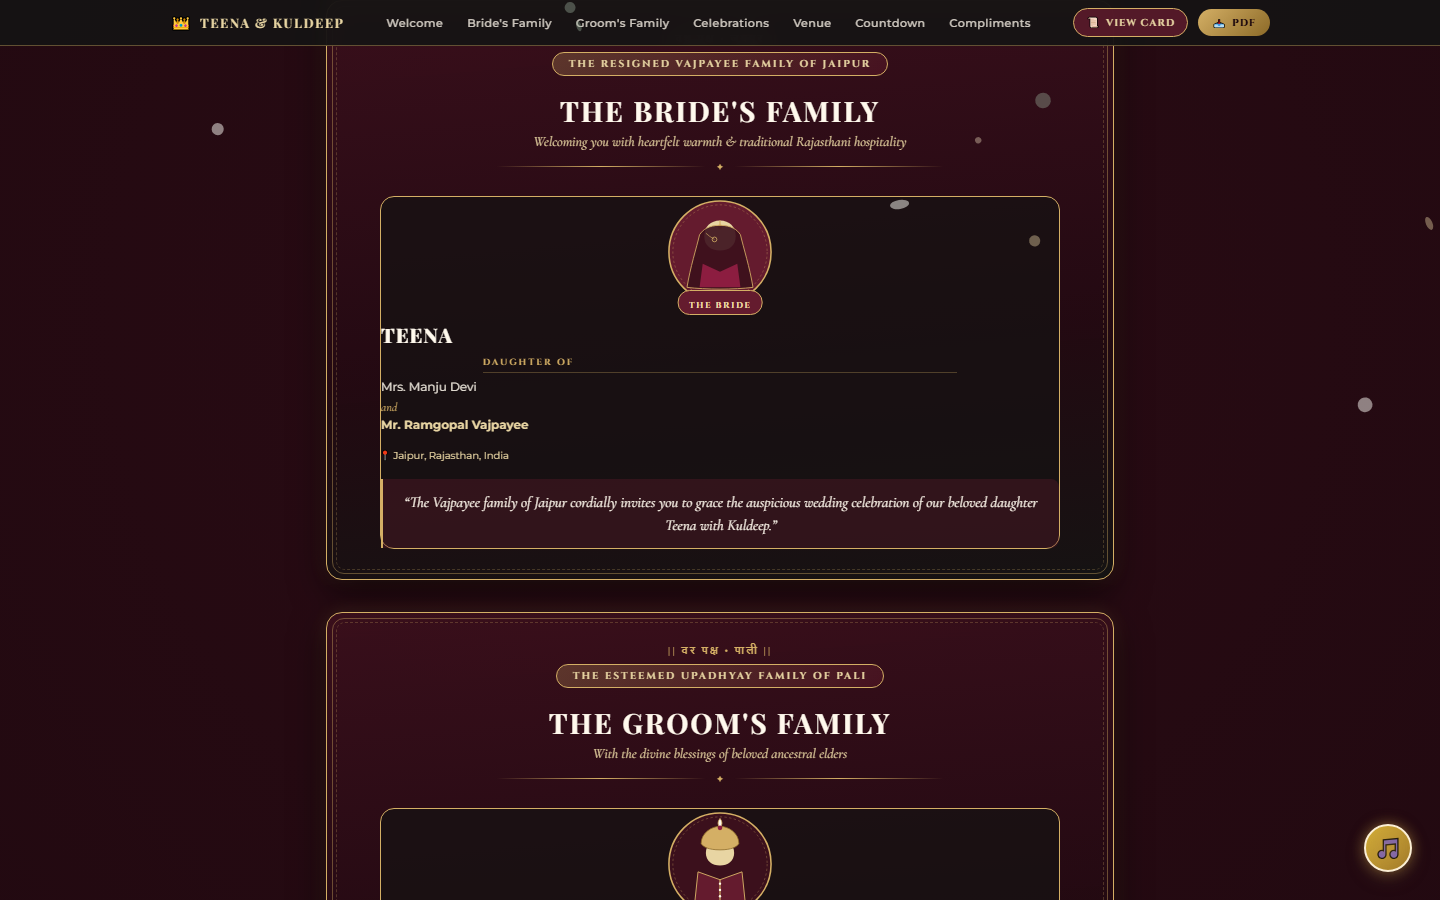 TEENA & KULDEEP
Welcome
Bride's Family
Groom's Family
Celebrations
Venue
Countdown
Compliments
VIEW CARD
PDF
THE RESIGNED VAJPAYEE FAMILY OF JAIPUR
THE BRIDE'S FAMILY
Welcoming you with heartfelt warmth & traditional Rajasthani hospitality
THE BRIDE
TEENA
DAUGHTER OF
Mrs. Manju Devi
and
Mr. Ramgopal Vajpayee
Jaipur, Rajasthan, India
“The Vajpayee family of Jaipur cordially invites you to grace the auspicious wedding celebration of our beloved daughter
Teena with Kuldeep.”
|| वर पक्ष • पाली ||
THE ESTEEMED UPADHYAY FAMILY OF PALI
THE GROOM'S FAMILY
With the divine blessings of beloved ancestral elders